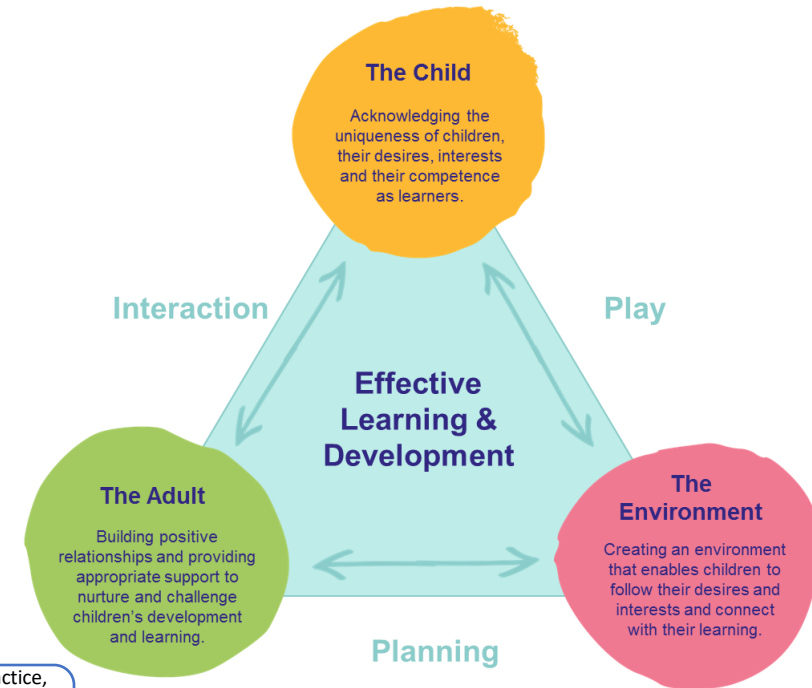 The Child
Acknowledging the
uniqueness of children,
their desires, interests
and their competence
as learners.
Interaction
Play
Effective
Learning &
Development
The Adult
Building positive
relationships and providing
appropriate support to
nurture and challenge
children's development
and learning.
The
Environment
Creating an environment
that enables children to
follow their desires and
interests and connect
with their learning.
Planning